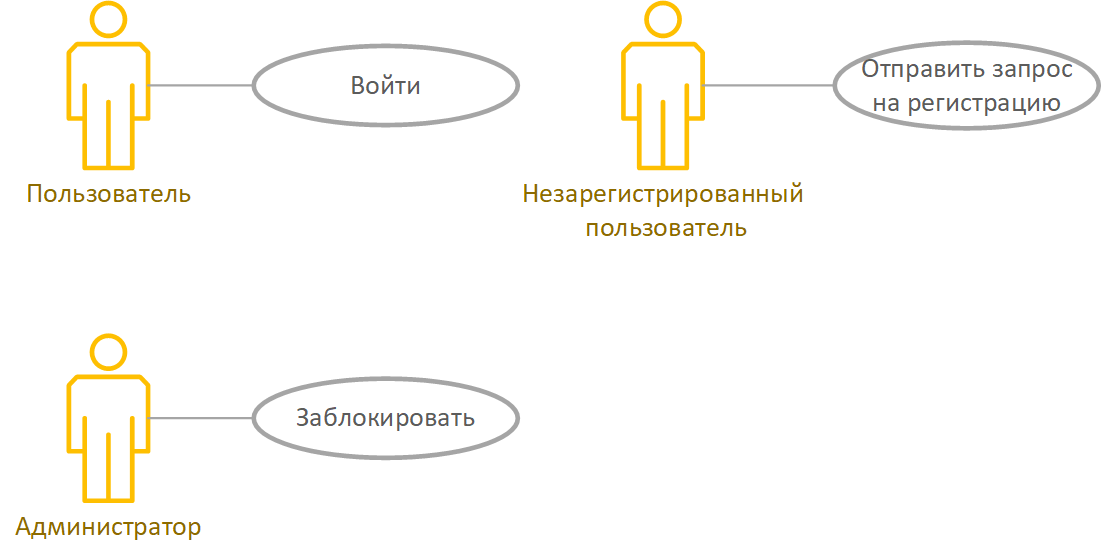 Войти
Отправить запрос
на регистрацию
Пользователь
Незарегистрированный
пользователь
Заблокировать
Администратор